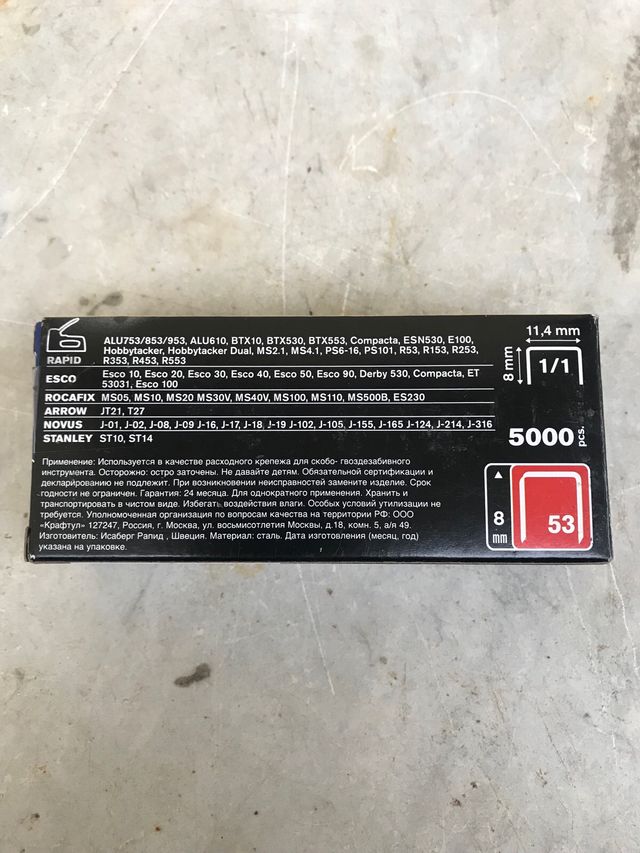 RAPID
ALU753/853/953, ALU610, BTX10, BTX530, BTX553, Compacta, ESN530, E100,
Hobbytacker, Hobbytacker Dual, MS2.1, MS4.1, PS6-16, PS101, R53, R153, R253,
R353, R453, R553
ESCO
Esco 10, Esco 20, Esco 30, Esco 40, Esco 50, Esco 90, Derby 530, Compacta, ET
53031, Esco 100
ROCAFIX MS05, MS10, MS20 MS30V, MS40V, MS100, MS110, MS500B, ES230
ARROW JT21, T27
NOVUS J-01, J-02, J-08, J-09 J-16, J-17, J-18, J-19 J-102, J-105, J-155, J-165 J-124, J-214, J-316
STANLEY ST10, ST14
11,4 mm
8 mm
1/1
5000 pcs.
Применение: Используется в качестве расходного крепежа для скобо- гвоздезабивного
инструмента. Осторожно: остро заточены. Не давайте детям. Обязательной сертификации и
декларированию не подлежит. При возникновении неисправностей замените изделие. Срок
годности не ограничен. Гарантия: 24 месяца. Для однократного применения. Хранить и
транспортировать в чистом виде. Избегать воздействия влаги. Особых условий утилизации не
требуется. Уполномоченная организация по вопросам качества на территории РФ: ООО
«Крафтул» 127247, Россия, г. Москва, ул. восьмисотлетия Москвы, д.18, комн. 5, а/я 49.
Изготовитель: Исаберг Рапид , Швеция. Материал: сталь. Дата изготовления (месяц, год)
указана на упаковке.
8
mm
53